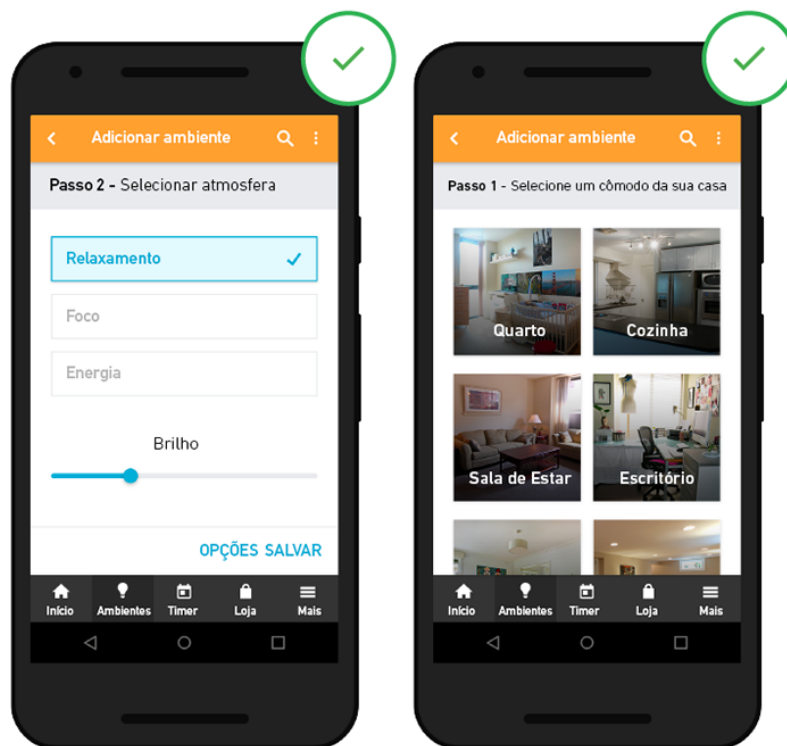 Adicionar ambiente
Passo 2 - Selecionar atmosfera
Relaxamento
Foco
Energia
Brilho
OPÇÕES SALVAR
Início Ambientes Timer Loja Mais
Adicionar ambiente
Passo 1 - Selecione um cômodo da sua casa
Quarto Cozinha
Sala de Estar Escritório
Início Ambientes Timer Loja Mais